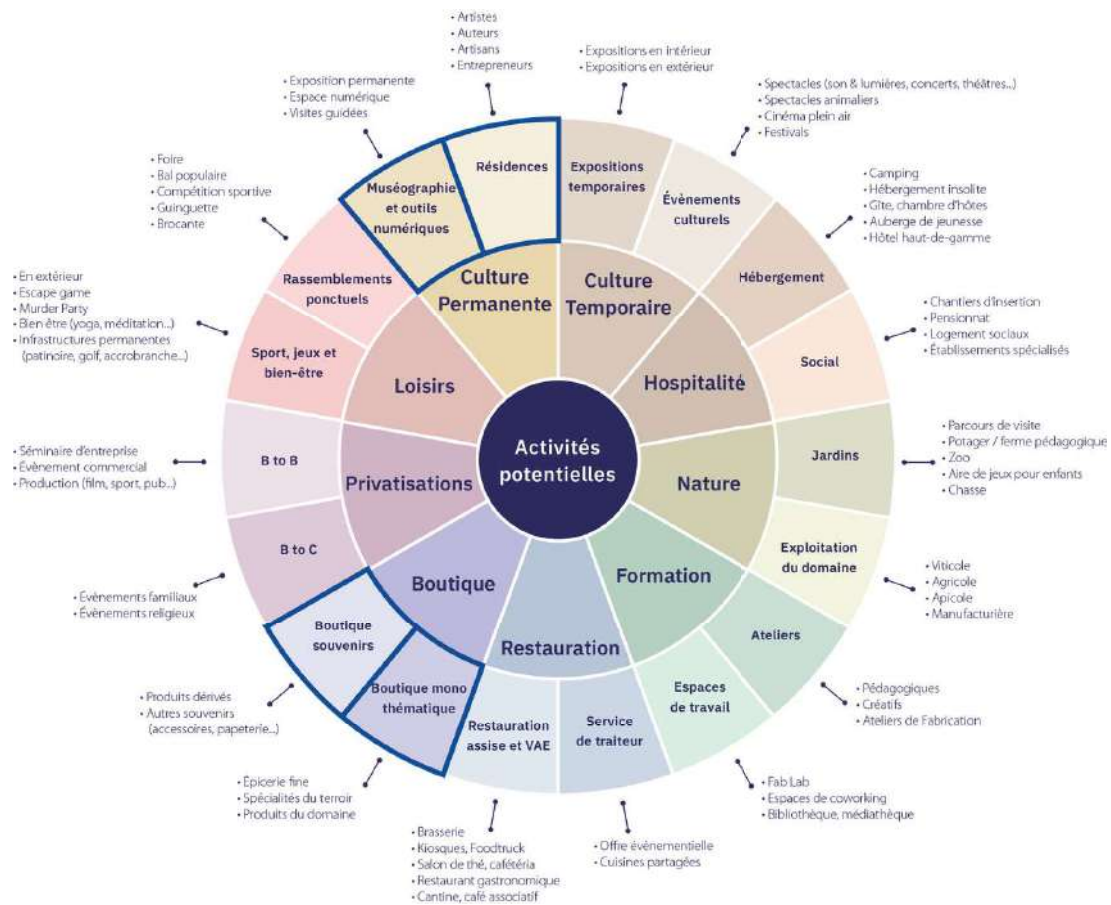 • Artistes
• Auteurs
• Artisans
• Entrepreneurs
• Expositions en intérieur
• Expositions en extérieur
• Exposition permanente
• Espace numérique
• Visites guidées
• Spectacles (son & lumières, concerts, théâtres...)
• Spectacles animaliers
• Cinéma plein air
• Festivals
• Foire
• Bal populaire
• Compétition sportive
• Guinguette
• Brocante
• Camping
• Hébergement insolite
• Gîte, chambre d'hôtes
• Auberge de jeunesse
• Hôtel haut-de-gamme
• En extérieur
• Escape game
• Murder Party
• Bien être (yoga, méditation...)
• Infrastructures permanentes
(patinoire, golf, accrobranche...)
• Chantiers d'insertion
• Pensionnat
• Logement sociaux
• Établissements spécialisés
• Séminaire d'entreprise
• Évènement commercial
• Production (film, sport, pub...)
• Parcours de visite
• Potager / ferme pédagogique
• Zoo
• Aire de jeux pour enfants
• Chasse
• Évènements familiaux
• Évènements religieux
• Viticole
• Agricole
• Apicole
• Manufacturière
• Produits dérivés
• Autres souvenirs
(accessoires, papeterie...)
• Pédagogiques
• Créatifs
• Ateliers de Fabrication
• Épicerie fine
• Spécialités du terroir
• Produits du domaine
• Brasserie
• Kiosques, Foodtruck
• Salon de thé, cafétéria
• Restaurant gastronomique
• Cantine, café associatif
• Offre évènementielle
• Cuisines partagées
• Fab Lab
• Espaces de coworking
• Bibliothèque, médiathèque
Résidences
Expositions
temporaires
Muséographie
et outils
numériques
Évènements
culturels
Rassemblements
ponctuels
Hébergement
Sport, jeux et
bien-être
Social
B to B
Jardins
B to C
Exploitation
du domaine
Boutique
souvenirs
Ateliers
Boutique mono
thématique
Espaces
de travail
Restauration
assise et VAE
Service
de traiteur
Culture
Permanente
Culture
Temporaire
Loisirs
Hospitalité
Privatisations
Nature
Boutique
Formation
Restauration
Activités
potentielles